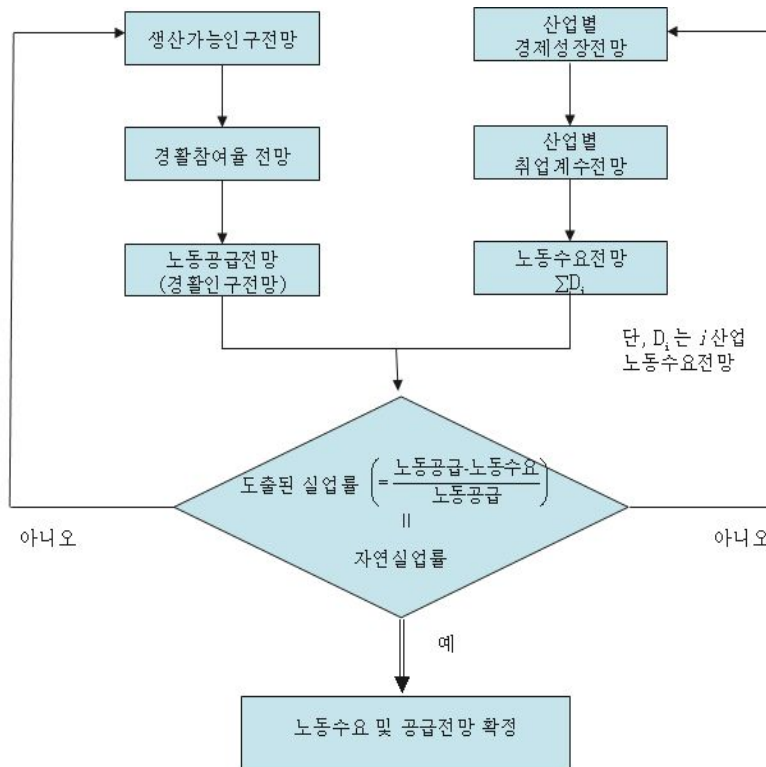 생산가능인구전망
경활참여율 전망
노동공급전망
(경활인구전망)
산업별
경제성장전망
산업별
취업계수전망
노동수요전망
ΣDᵢ
단, Dᵢ는 i 산업
노동수요전망
도출된 실업률 (= 노동공급-노동수요
노동공급)
=
자연실업률
아니오
아니오
예
노동수요 및 공급전망 확정